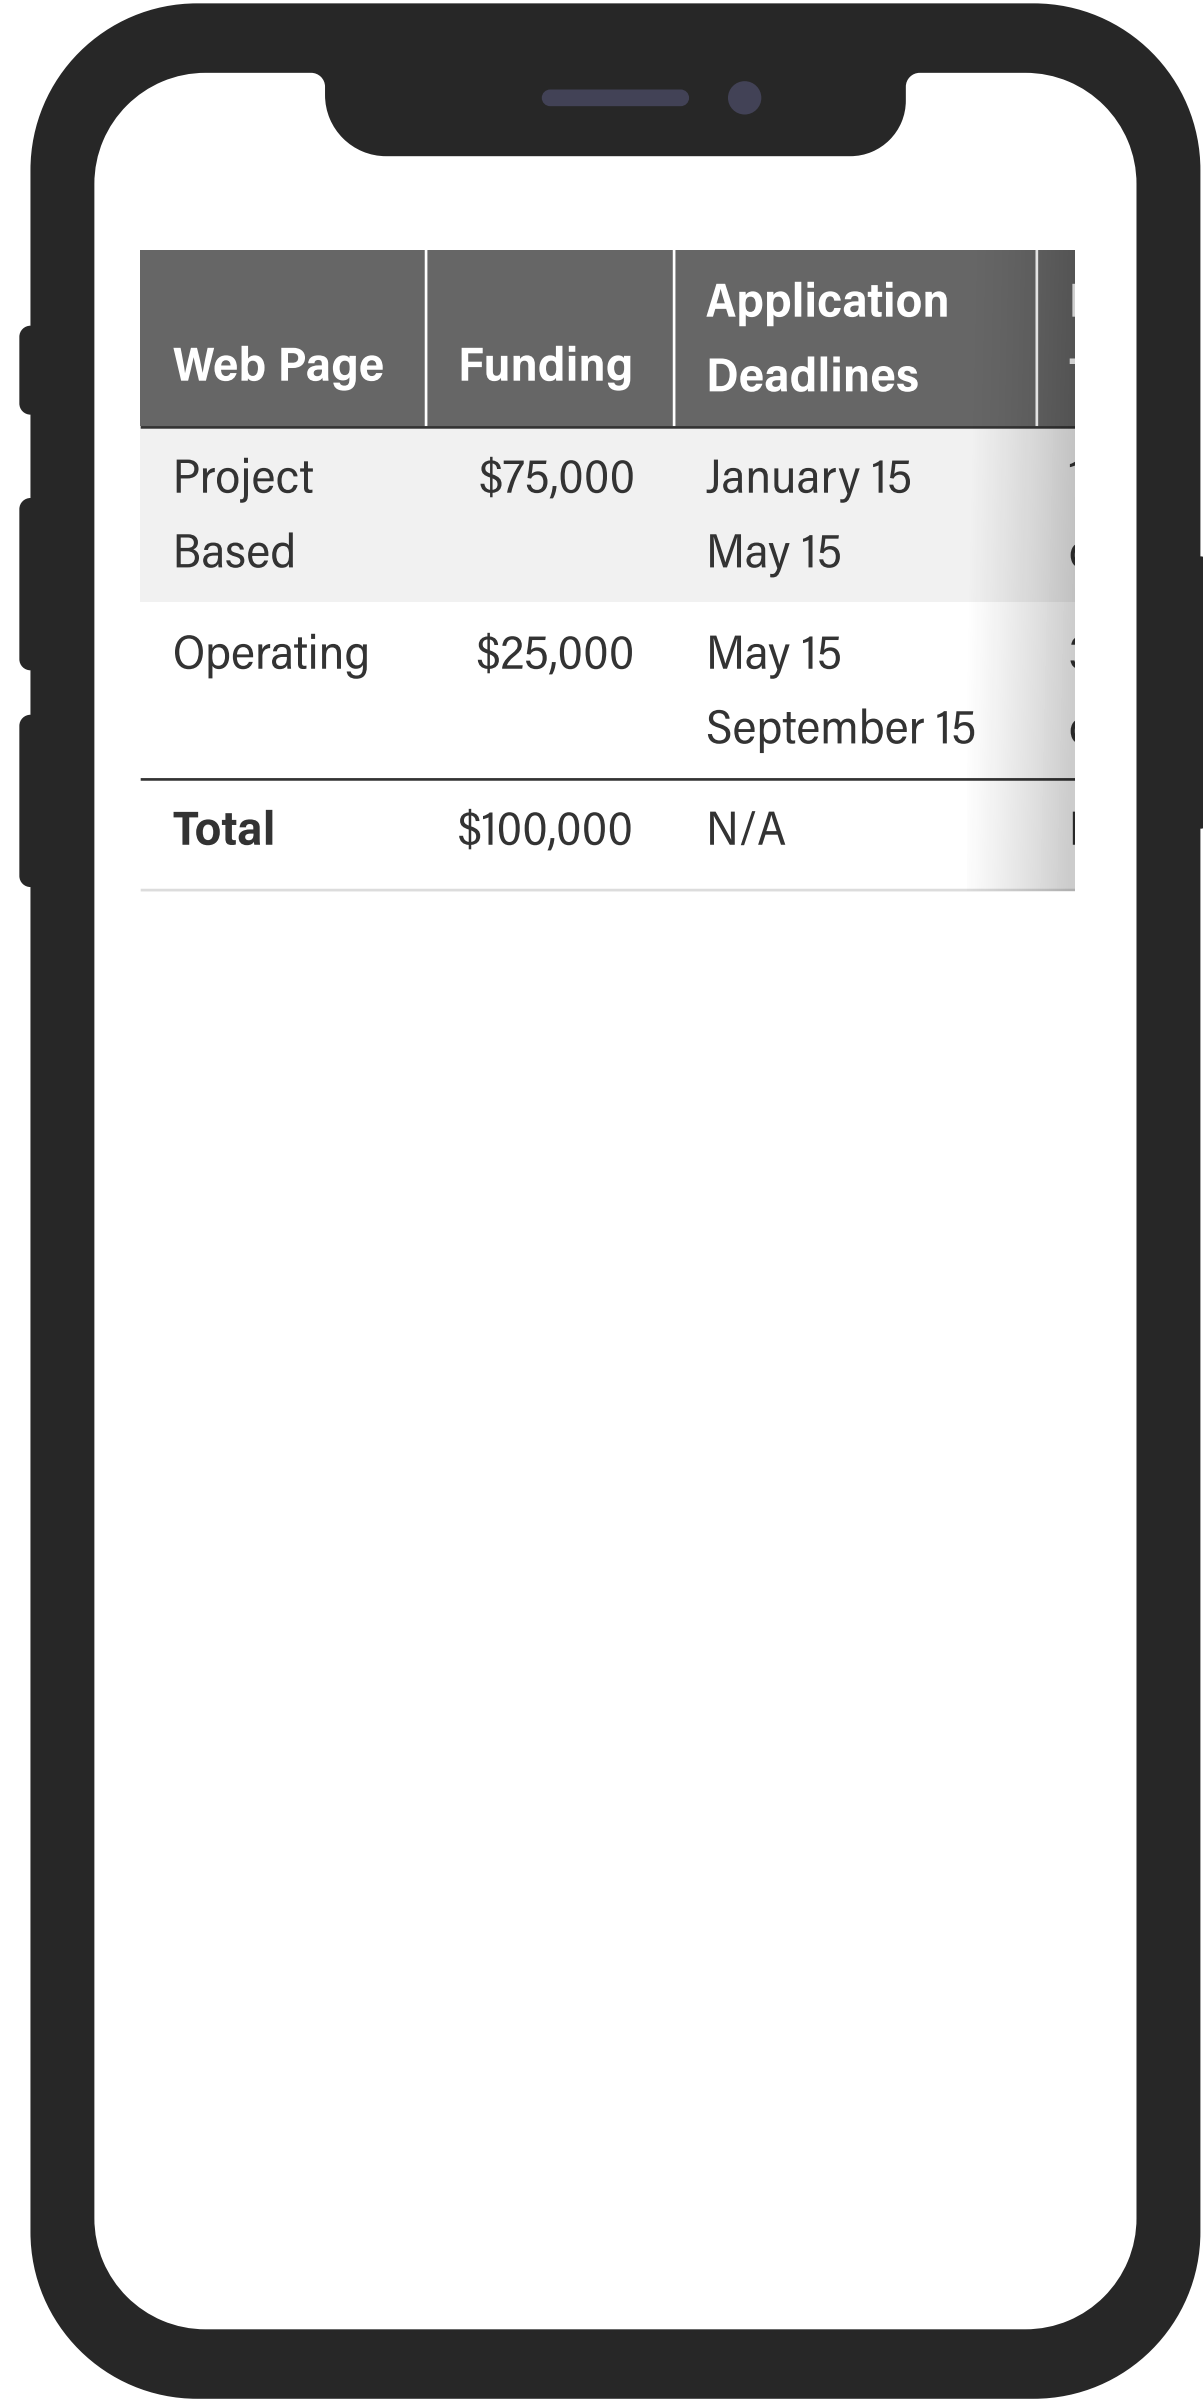 Web Page Funding Application Deadlines
Project Based $75,000 January 15
May 15
Operating $25,000 May 15
September 15
Total $100,000 N/A